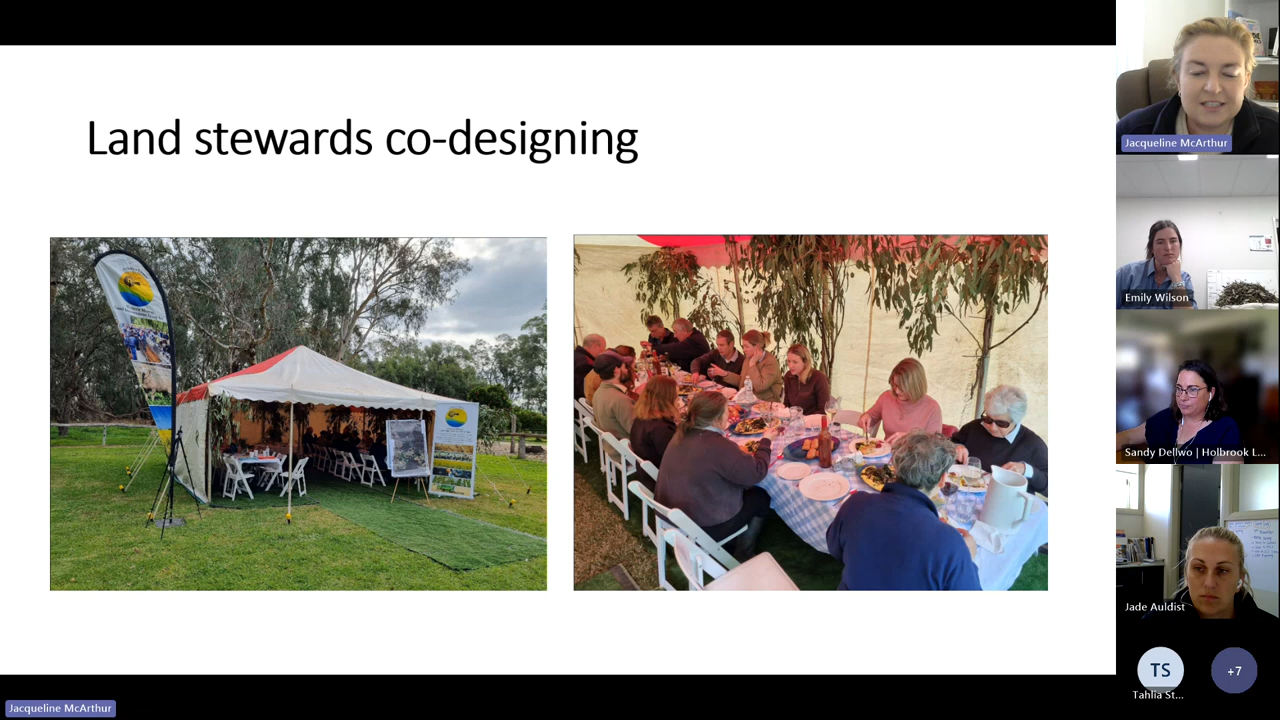 Land stewards co-designing
Jacqueline McArthur
Emily Wilson
Sandy Dellwo | Holbrook L...
Jade Auldist
TS
Tahlia St...
+7
Jacqueline McArthur